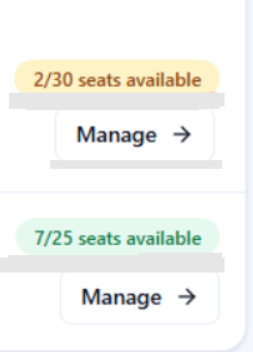 2/30 seats available
Manage →
7/25 seats available
Manage →